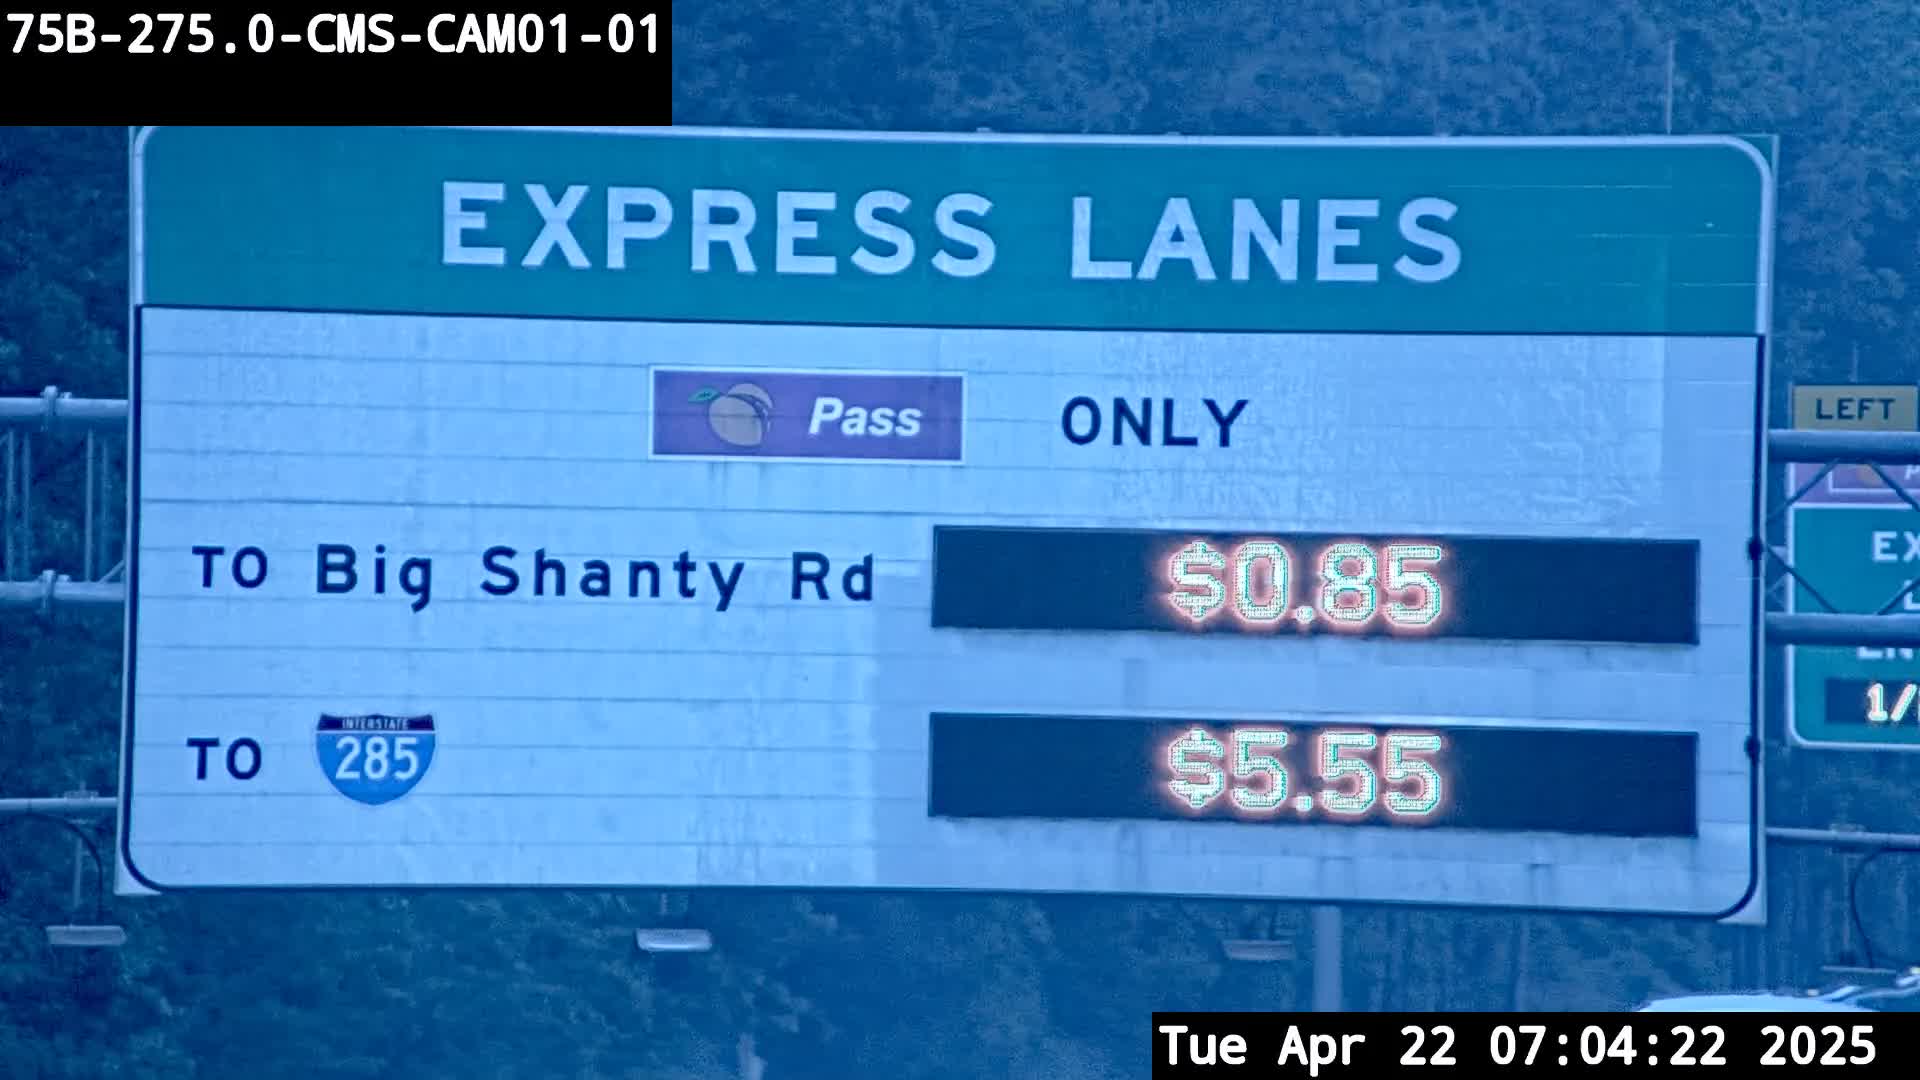 75B-275.0-CMS-CAM01-01
EXPRESS LANES
Pass ONLY
LEFT
TO Big Shanty Rd $0.85
TO INTERSTATE 285 $5.55
Tue Apr 22 07:04:22 2025